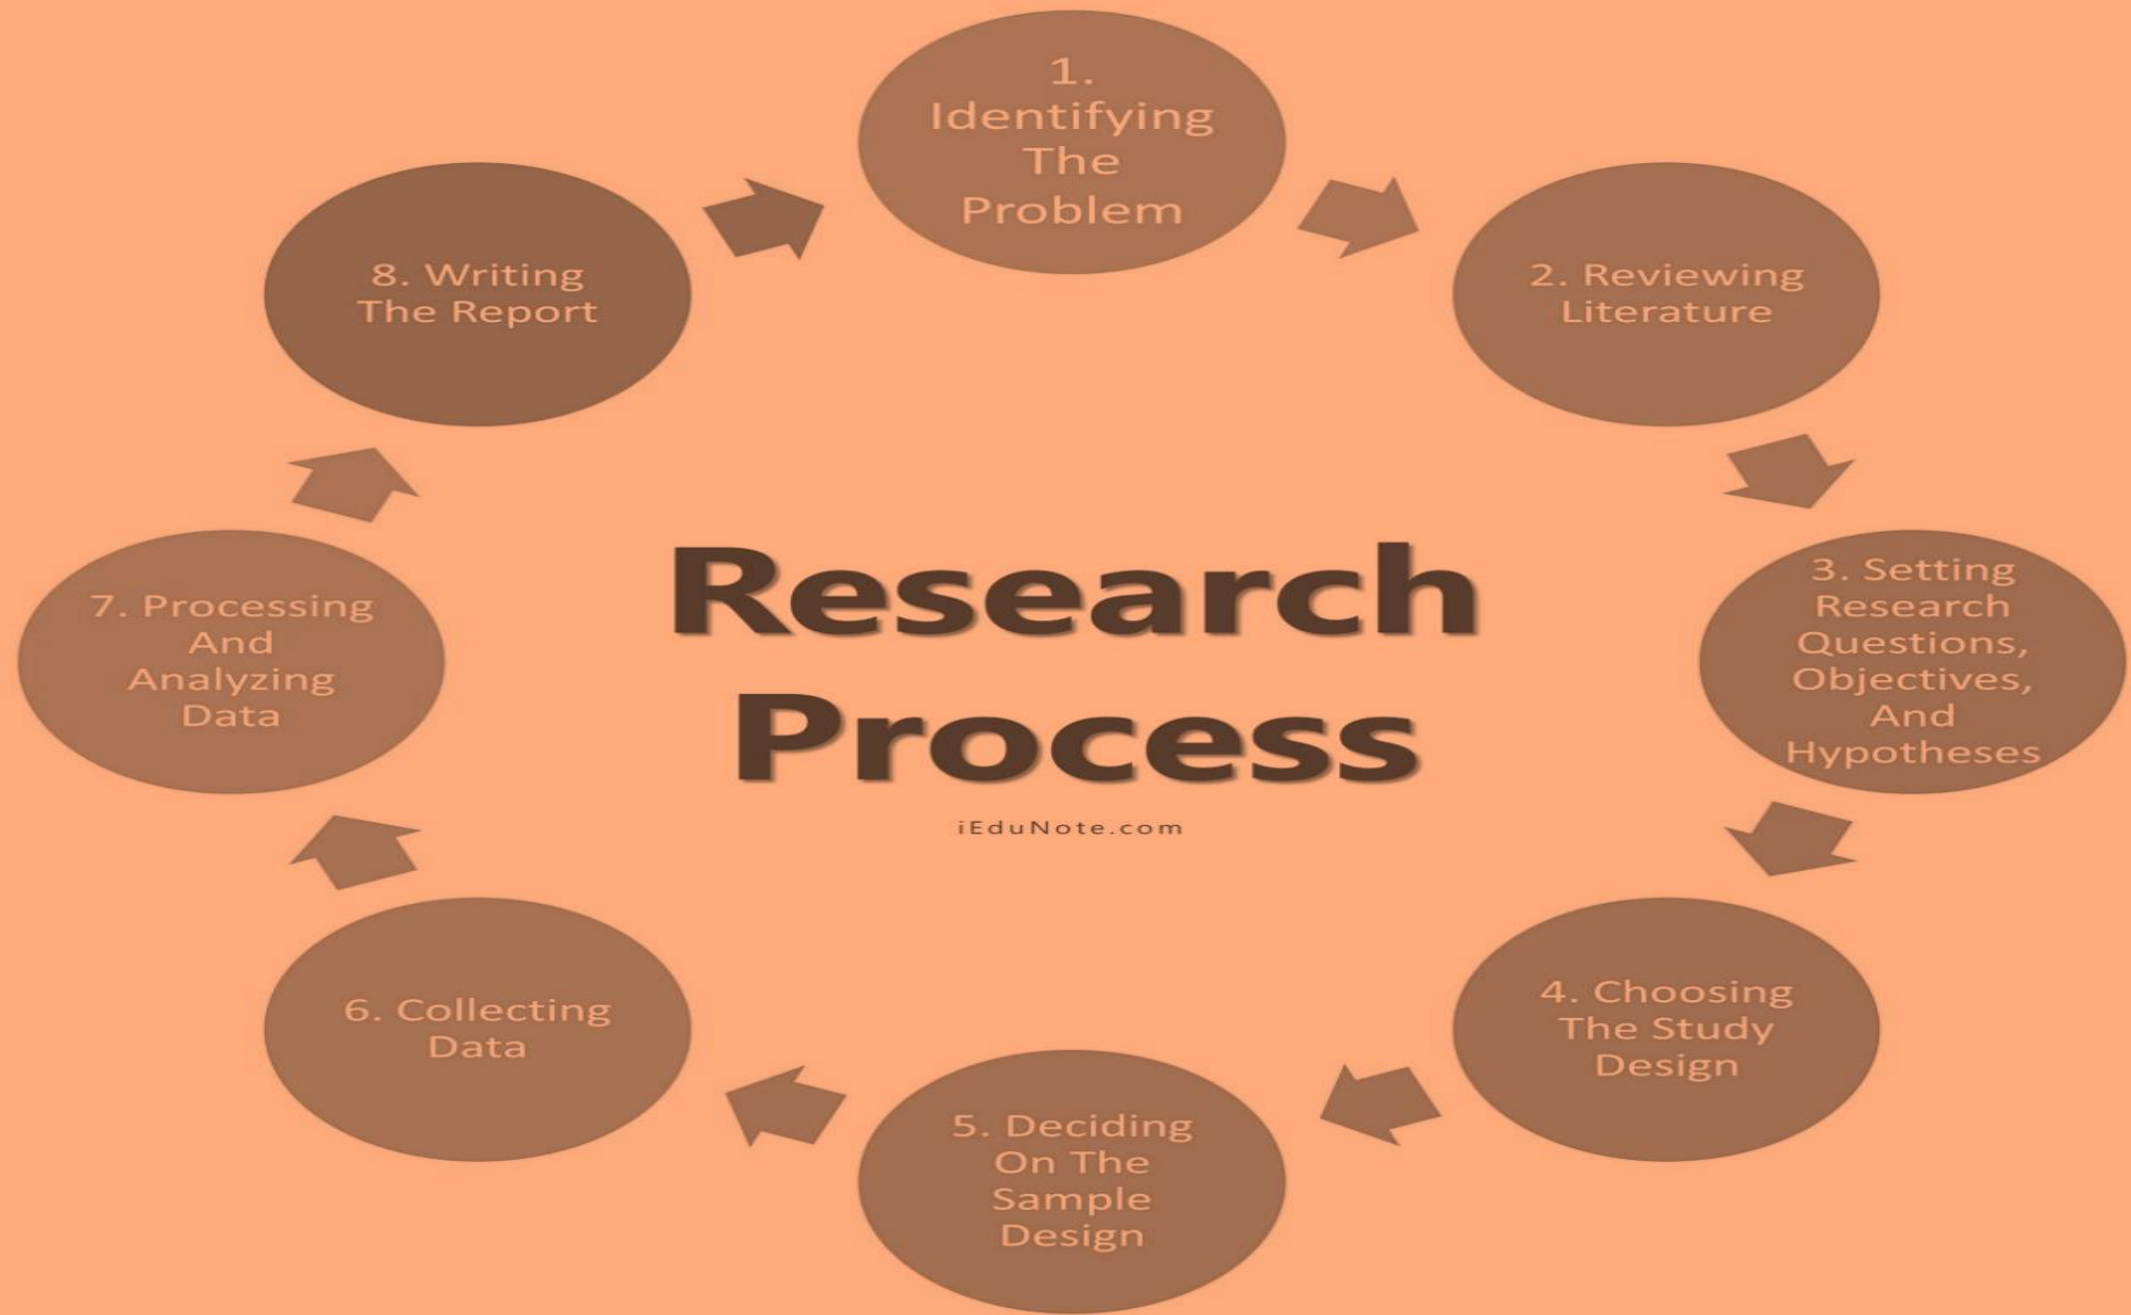 1.
Identifying
The
Problem
2. Reviewing
Literature
3. Setting
Research
Questions,
Objectives,
And
Hypotheses
4. Choosing
The Study
Design
5. Deciding
On The
Sample
Design
6. Collecting
Data
7. Processing
And
Analyzing
Data
8. Writing
The Report
Research
Process
iEduNote.com